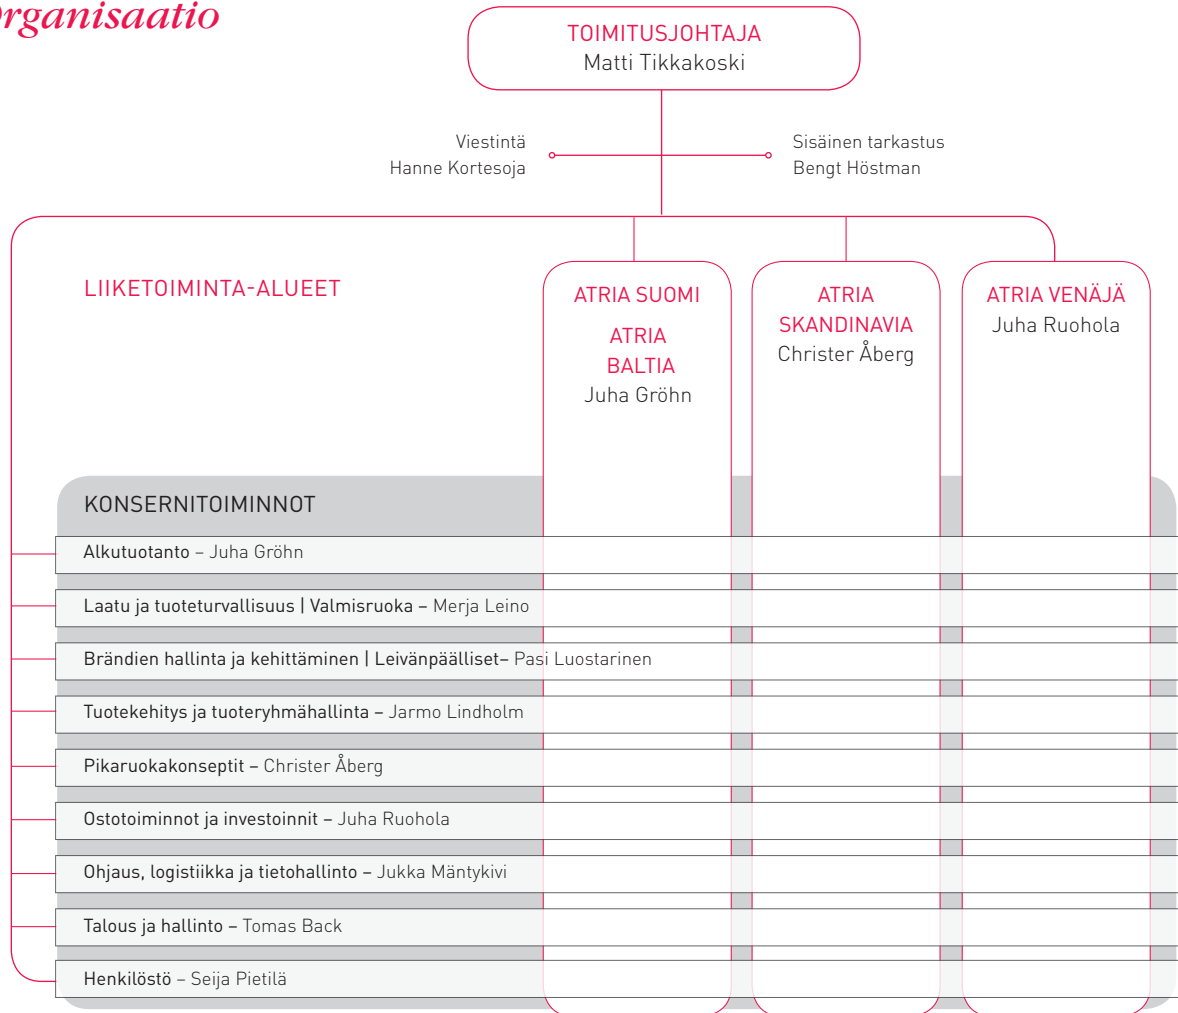 Organisaatio
TOIMITUSJOHTAJA
Matti Tikkakoski
Viestintä
Hanne Kortesoja
Sisäinen tarkastus
Bengt Höstman
LIIKETOIMINTA-ALUEET
ATRIA SUOMI
ATRIA
BALTIA
Juha Gröhn
ATRIA
SKANDINAVIA
Christer Åberg
ATRIA VENÄJÄ
Juha Ruohola
KONSERNITOIMINNOT
Alkutuotanto – Juha Gröhn
Laatu ja tuoteturvallisuus | Valmisruoka – Merja Leino
Brändien hallinta ja kehittäminen | Leivänpäälliset– Pasi Luostarinen
Tuotekehitys ja tuoteryhmähallinta – Jarmo Lindholm
Pikaruokakonseptit – Christer Åberg
Ostotoiminnot ja investoinnit – Juha Ruohola
Ohjaus, logistiikka ja tietohallinto – Jukka Mäntykivi
Talous ja hallinto – Tomas Back
Henkilöstö – Seija Pietilä